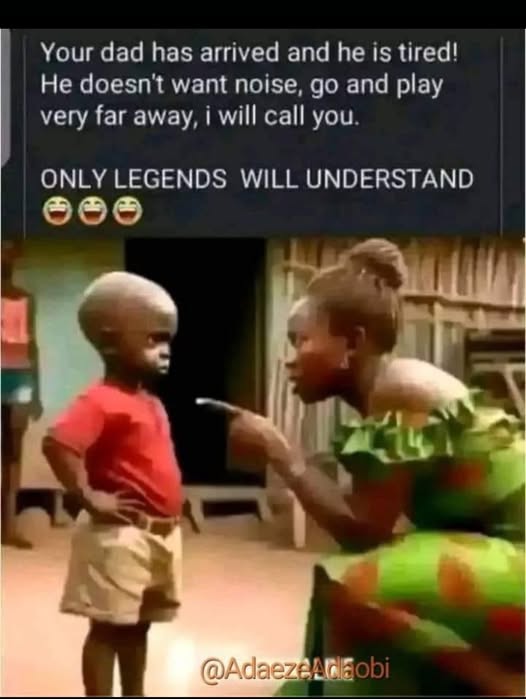 Your dad has arrived and he is tired!
He doesn't want noise, go and play
very far away, i will call you.
ONLY LEGENDS WILL UNDERSTAND
😂😂😂
@AdaezeAdaobi